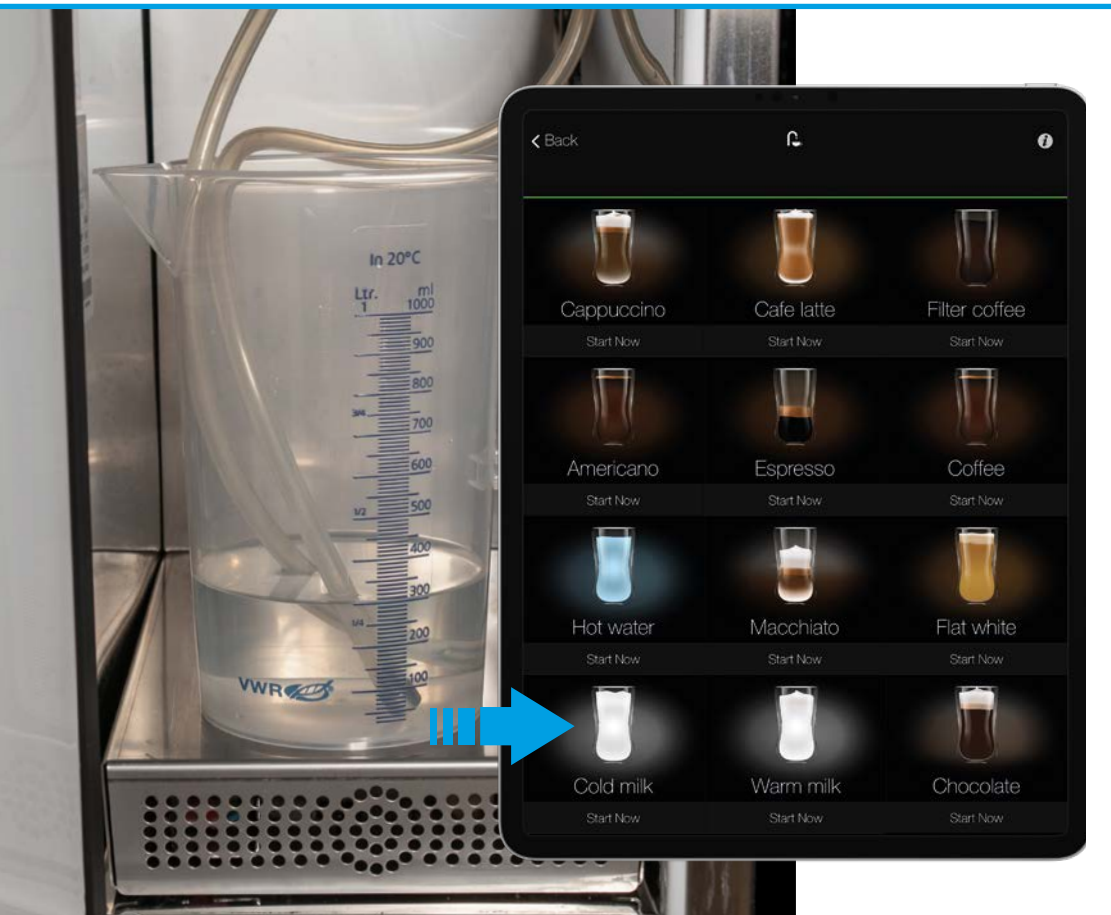 In 20°C
Ltr. ml
1 1000
900
800
3/4
700
600
1/2 500
400
300
1/4
200
100
VWR
Back
Cappuccino Cafe latte Filter coffee
Start Now Start Now Start Now
Americano Espresso Coffee
Start Now Start Now Start Now
Hot water Macchiato Flat white
Start Now Start Now Start Now
Cold milk Warm milk Chocolate
Start Now Start Now Start Now